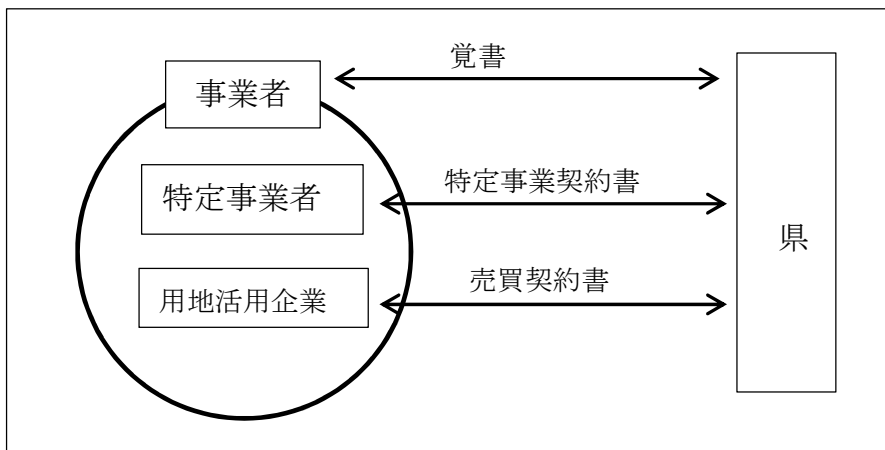 覚書
事業者
特定事業者
特定事業契約書
県
用地活用企業
売買契約書